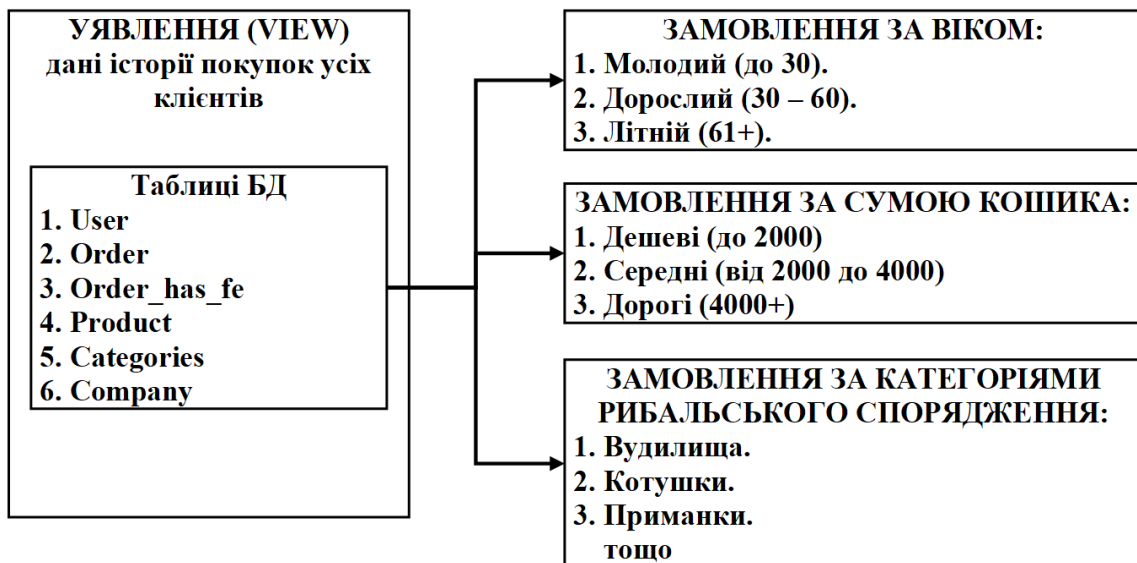 УЯВЛЕННЯ (VIEW)
дані історії покупок усіх
клієнтів
Таблиці БД
1. User
2. Order
3. Order_has_fe
4. Product
5. Categories
6. Company
ЗАМОВЛЕННЯ ЗА ВІКОМ:
1. Молодий (до 30).
2. Дорослий (30 – 60).
3. Літній (61+).
ЗАМОВЛЕННЯ ЗА СУМОЮ КОШИКА:
1. Дешеві (до 2000)
2. Середні (від 2000 до 4000)
3. Дорогі (4000+)
ЗАМОВЛЕННЯ ЗА КАТЕГОРІЯМИ
РИБАЛЬСЬКОГО СПОРЯДЖЕННЯ:
1. Вудилища.
2. Котушки.
3. Приманки.
тощо